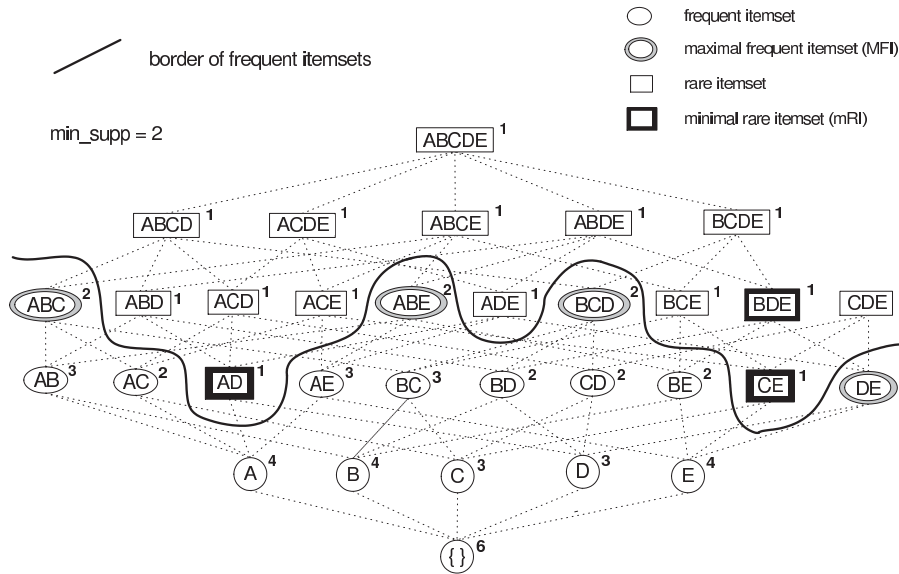 frequent itemset
maximal frequent itemset (MFI)
border of frequent itemsets
rare itemset
min_supp = 2
minimal rare itemset (mRI)
ABCDE 1
ABCD 1 ACDE 1 ABCE 1 ABDE 1 BCDE 1
ABC 2 ABD 1 ACD 1 ACE 1 ABE 2 ADE 1 BCD 2 BCE 1 BDE 1 CDE
AB 3 AC 2 AD 1 AE 3 BC 3 BD 2 CD 2 BE 2 CE 1 DE
A 4 B 4 C 3 D 3 E 4
{ } 6